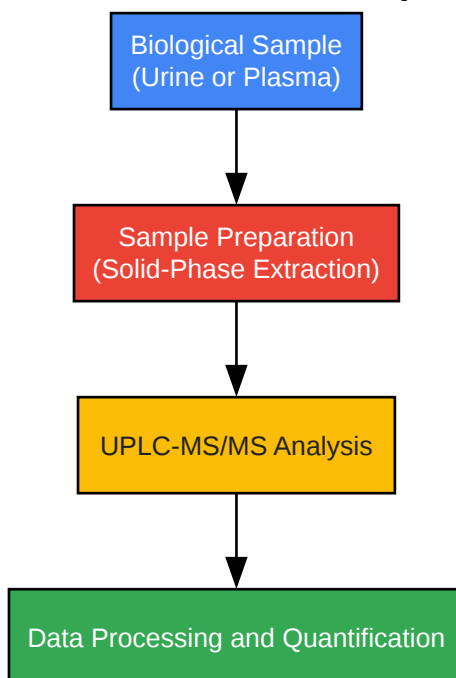 Biological Sample
(Urine or Plasma)
Sample Preparation
(Solid-Phase Extraction)
UPLC-MS/MS Analysis
Data Processing and Quantification